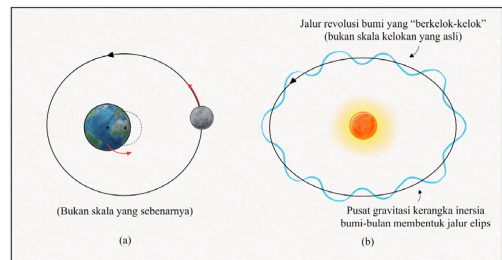 Jalur revolusi bumi yang “berkelok-kelok”
(bukan skala kelokan yang asli)
(Bukan skala yang sebenarnya)
Pusat gravitasi kerangka inersia
bumi-bulan membentuk jalur elips
(a)
(b)